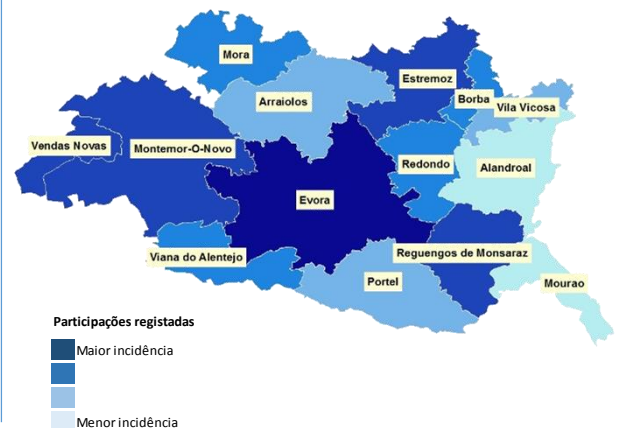 Mora
Estremoz
Arraiolos
Borba
Vila Vicosa
Vendas Novas
Montemor-O-Novo
Redondo
Alandroal
Evora
Viana do Alentejo
Reguengos de Monsaraz
Portel
Mourao
Participações registadas
Maior incidência
Menor incidência